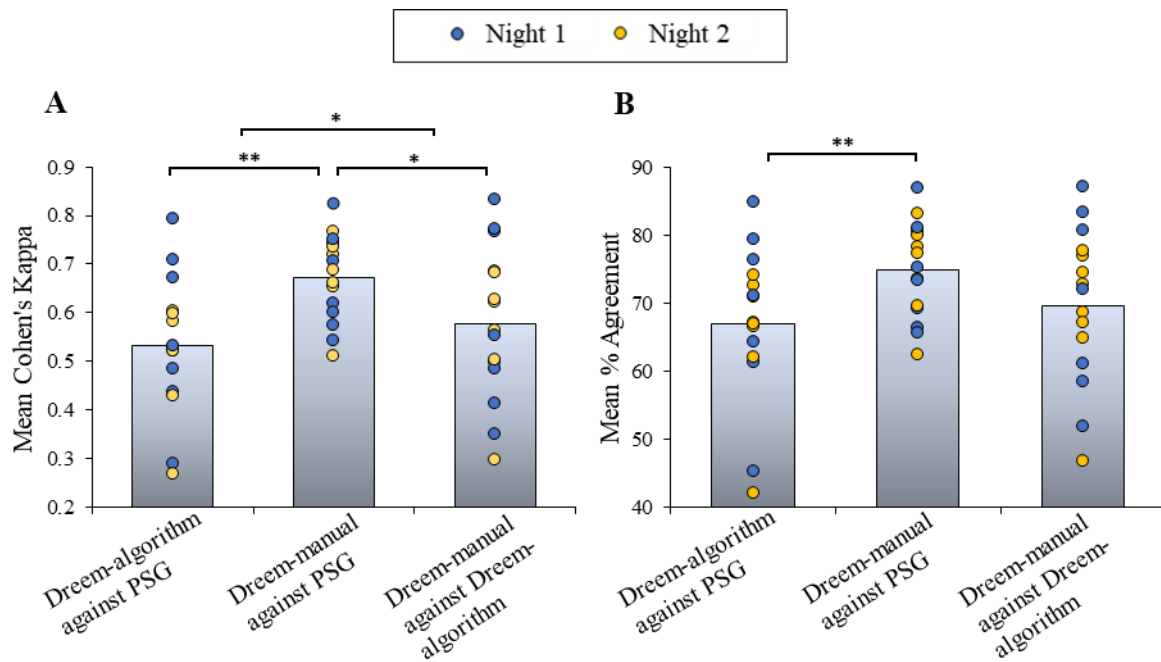 Night 1 Night 2
A
*
**
*
Mean Cohen's Kappa
0.9
0.8
0.7
0.6
0.5
0.4
0.3
0.2
Dreem-algorithm
against PSG
Dreem-manual
against PSG
Dreem-manual
against Dreem-
algorithm
B
**
Mean % Agreement
90
80
70
60
50
40
Dreem-algorithm
against PSG
Dreem-manual
against PSG
Dreem-manual
against Dreem-
algorithm